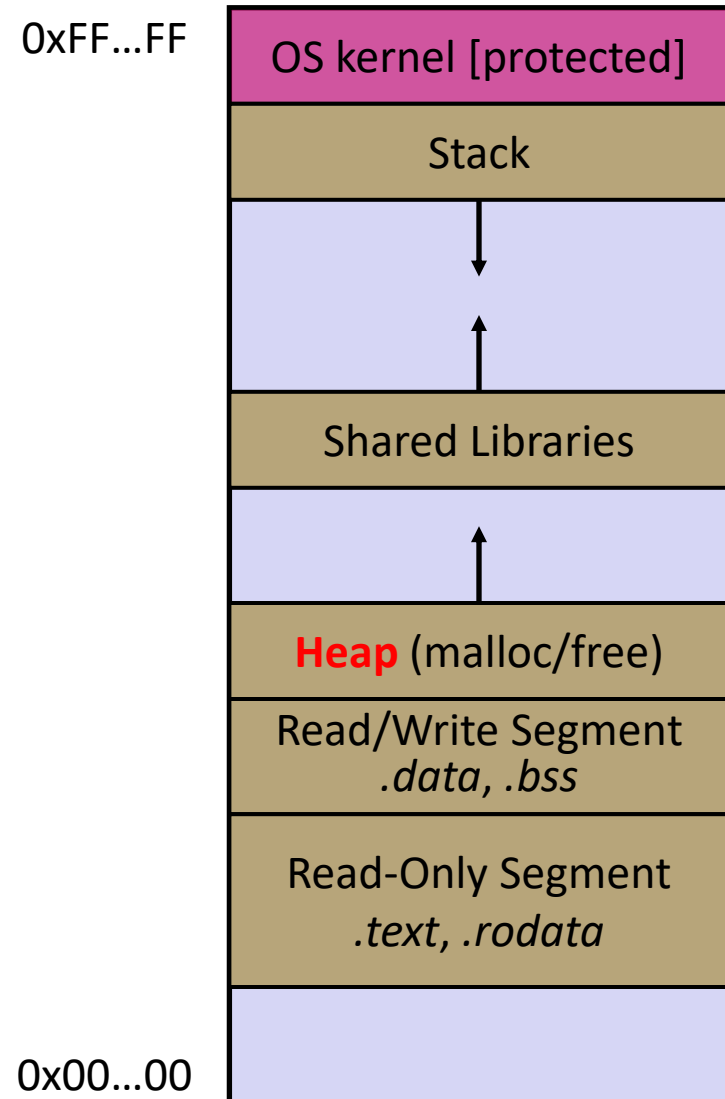 0xFF…FF
OS kernel [protected]
Stack
Shared Libraries
Heap (malloc/free)
Read/Write Segment
.data, .bss
Read-Only Segment
.text, .rodata
0x00…00